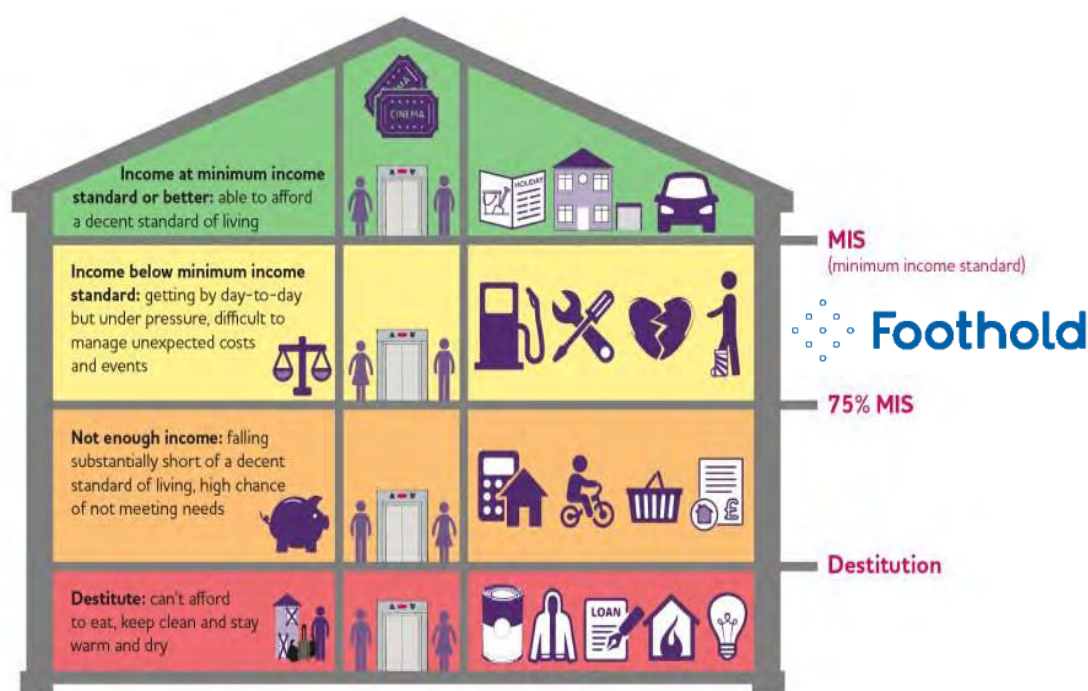 CINEMA
Income at minimum income
standard or better: able to afford
a decent standard of living
HOLIDAY
MIS
(minimum income standard)
Income below minimum income
standard: getting by day-to-day
but under pressure, difficult to
manage unexpected costs
and events
Foothold
75% MIS
Not enough income: falling
substantially short of a decent
standard of living, high chance
of not meeting needs
£
Destitution
Destitute: can't afford
to eat, keep clean and stay
warm and dry
LOAN